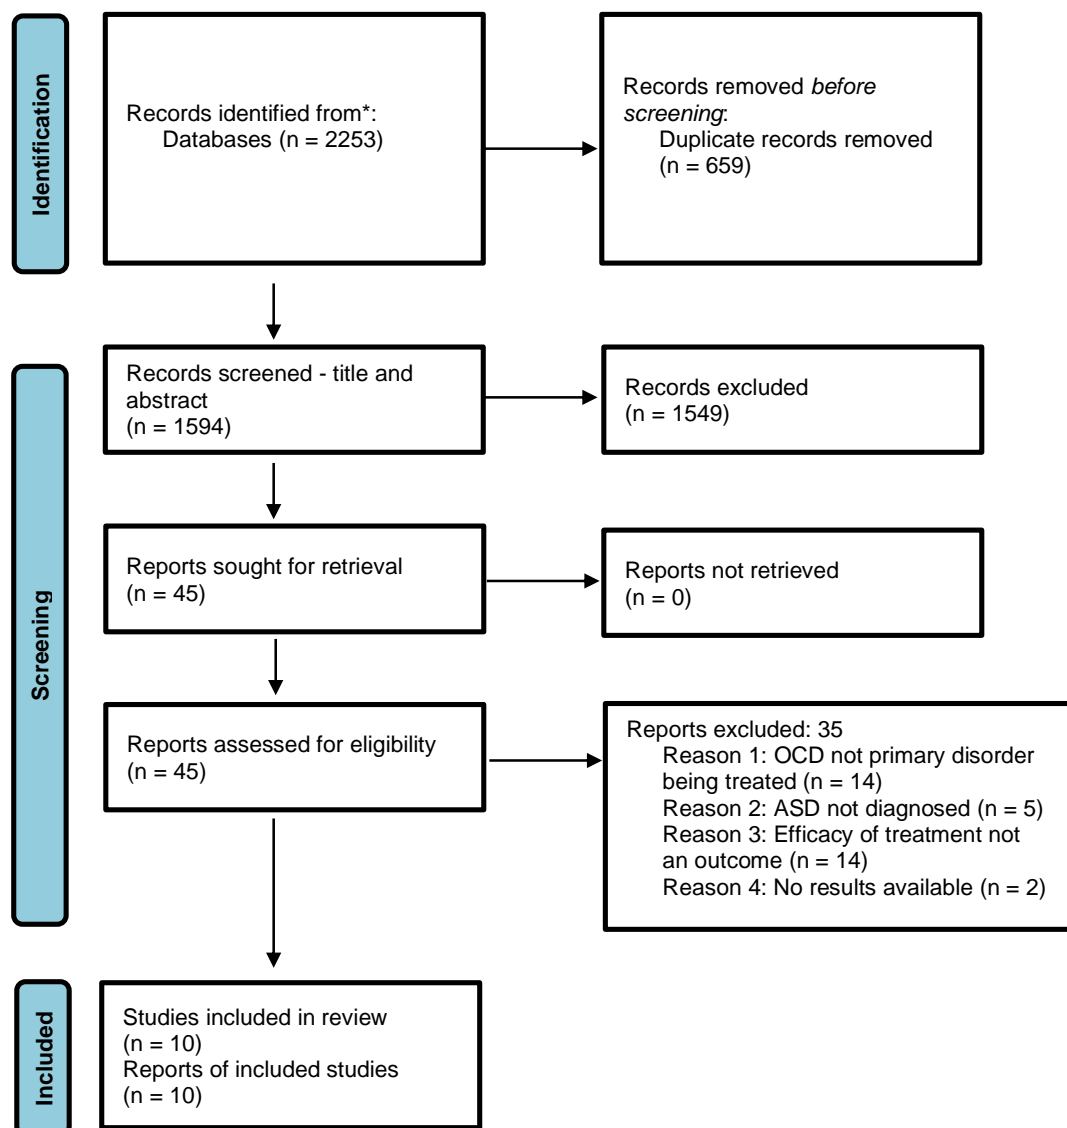 Identification
Records identified from*:
Databases (n = 2253)
Records removed before
screening:
Duplicate records removed
(n = 659)
Screening
Records screened - title and
abstract
(n = 1594)
Records excluded
(n = 1549)
Reports sought for retrieval
(n = 45)
Reports not retrieved
(n = 0)
Reports assessed for eligibility
(n = 45)
Reports excluded: 35
Reason 1: OCD not primary disorder
being treated (n = 14)
Reason 2: ASD not diagnosed (n = 5)
Reason 3: Efficacy of treatment not
an outcome (n = 14)
Reason 4: No results available (n = 2)
Included
Studies included in review
(n = 10)
Reports of included studies
(n = 10)